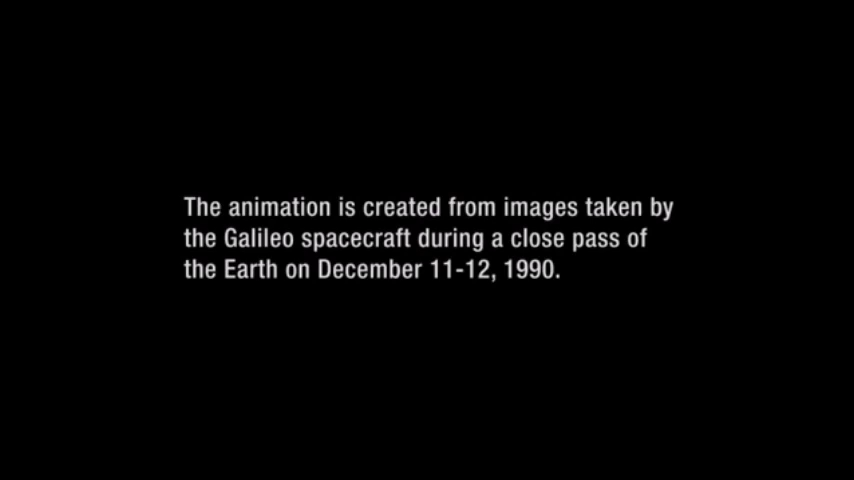 The animation is created from images taken by
the Galileo spacecraft during a close pass of
the Earth on December 11-12, 1990.